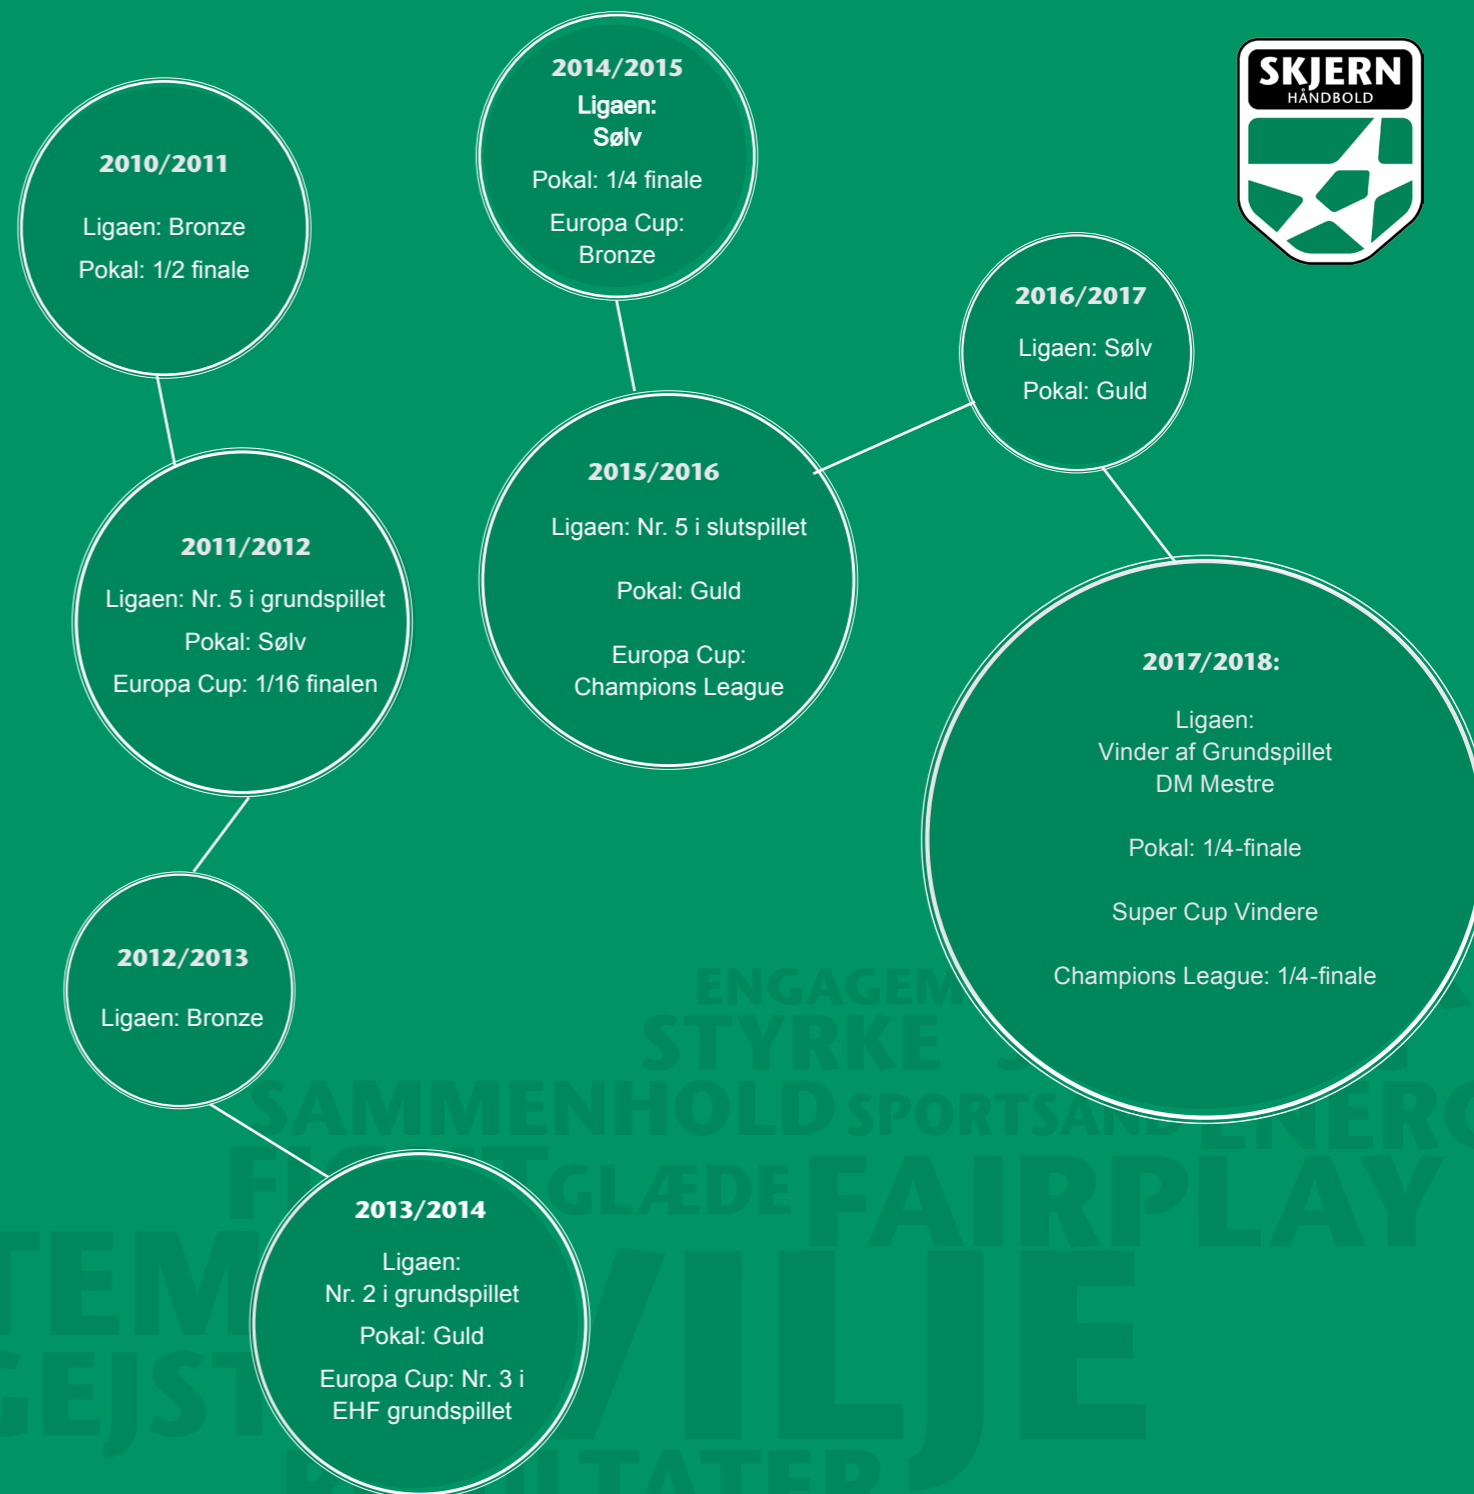 SKJERN
HÅNDBOLD
2010/2011
Ligaen: Bronze
Pokal: 1/2 finale
2011/2012
Ligaen: Nr. 5 i grundspillet
Pokal: Sølv
Europa Cup: 1/16 finalen
2012/2013
Ligaen: Bronze
2013/2014
Ligaen:
Nr. 2 i grundspillet
Pokal: Guld
Europa Cup: Nr. 3 i
EHF grundspillet
2014/2015
Ligaen:
Sølv
Pokal: 1/4 finale
Europa Cup:
Bronze
2015/2016
Ligaen: Nr. 5 i slutspillet
Pokal: Guld
Europa Cup:
Champions League
2016/2017
Ligaen: Sølv
Pokal: Guld
2017/2018:
Ligaen:
Vinder af Grundspillet
DM Mestre
Pokal: 1/4-finale
Super Cup Vindere
Champions League: 1/4-finale
STYRKE
SAMMENHOLD
GLÆDE FAIRPLAY
VILJE